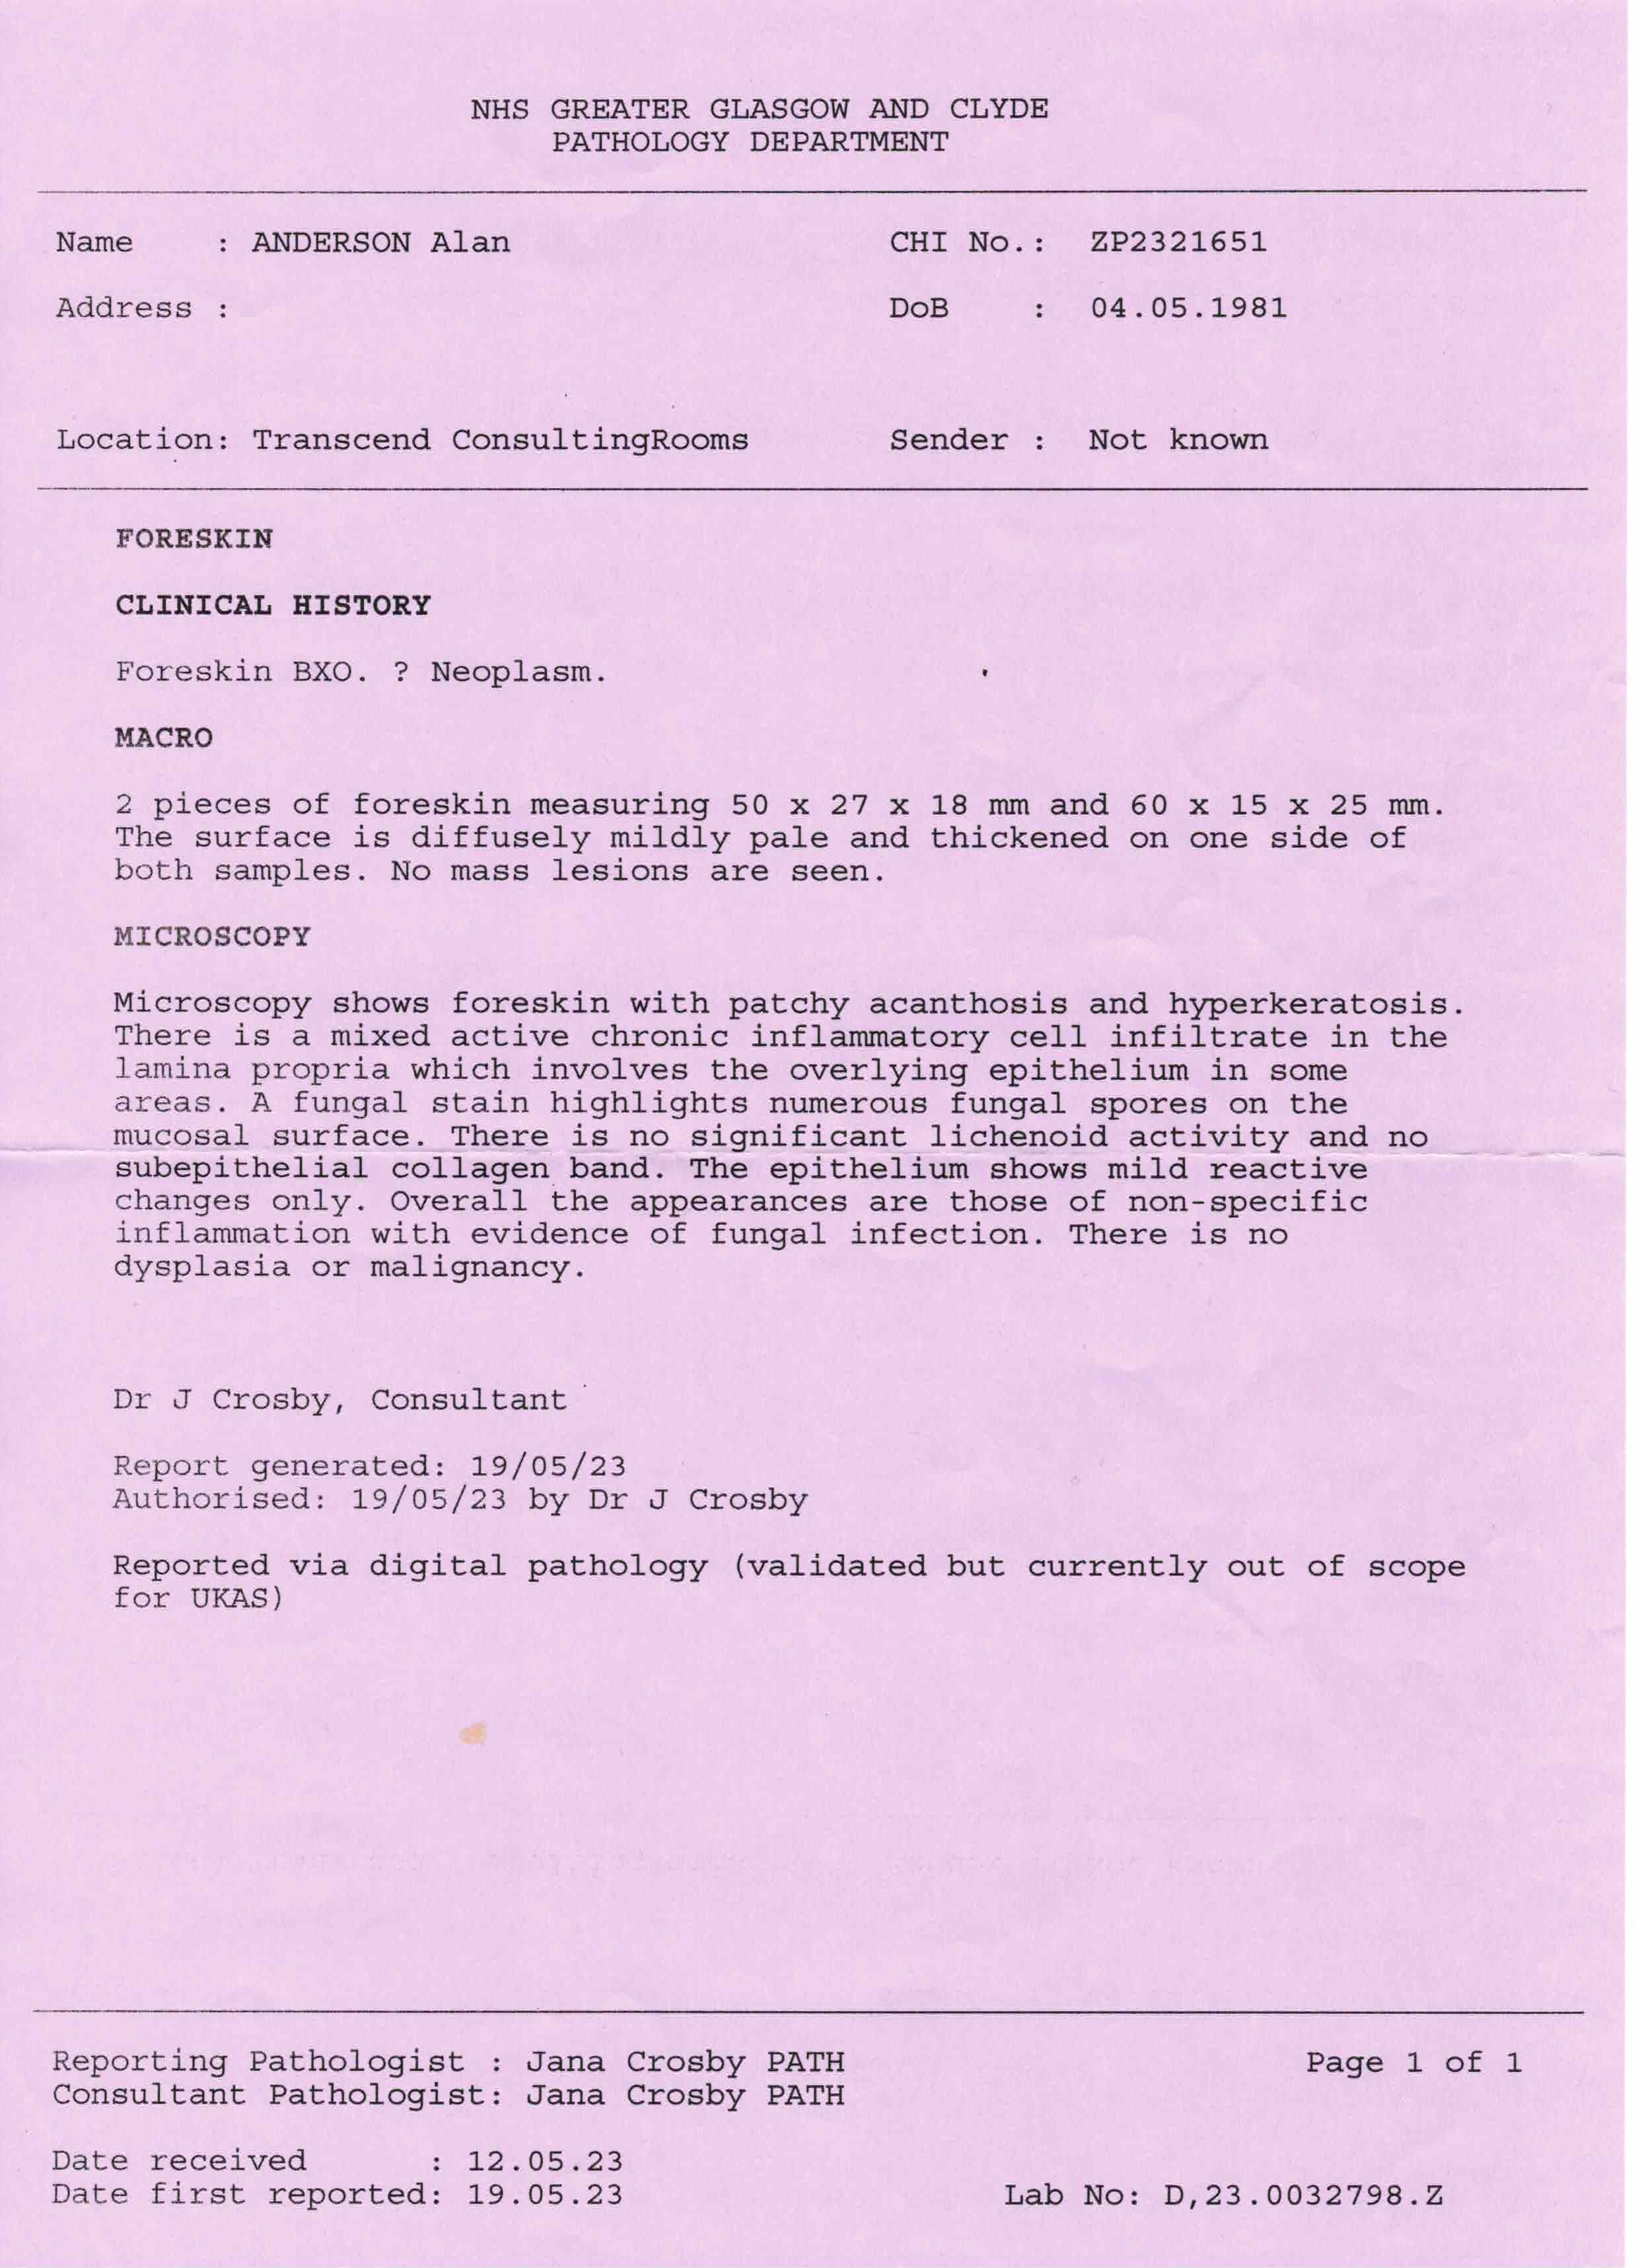 NHS GREATER GLASGOW AND CLYDE
PATHOLOGY DEPARTMENT
Name : ANDERSON Alan CHI No.: ZP2321651
Address : DoB : 04.05.1981
Location: Transcend ConsultingRooms Sender : Not known
FORESKIN
CLINICAL HISTORY
Foreskin BXO. ? Neoplasm.
MACRO
2 pieces of foreskin measuring 50 x 27 x 18 mm and 60 x 15 x 25 mm.
The surface is diffusely mildly pale and thickened on one side of
both samples. No mass lesions are seen.
MICROSCOPY
Microscopy shows foreskin with patchy acanthosis and hyperkeratosis.
There is a mixed active chronic inflammatory cell infiltrate in the
lamina propria which involves the overlying epithelium in some
areas. A fungal stain highlights numerous fungal spores on the
mucosal surface. There is no significant lichenoid activity and no
subepithelial collagen band. The epithelium shows mild reactive
changes only. Overall the appearances are those of non-specific
inflammation with evidence of fungal infection. There is no
dysplasia or malignancy.
Dr J Crosby, Consultant
Report generated: 19/05/23
Authorised: 19/05/23 by Dr J Crosby
Reported via digital pathology (validated but currently out of scope
for UKAS)
Reporting Pathologist : Jana Crosby PATH Page 1 of 1
Consultant Pathologist: Jana Crosby PATH
Date received : 12.05.23
Date first reported: 19.05.23 Lab No: D,23.0032798.Z